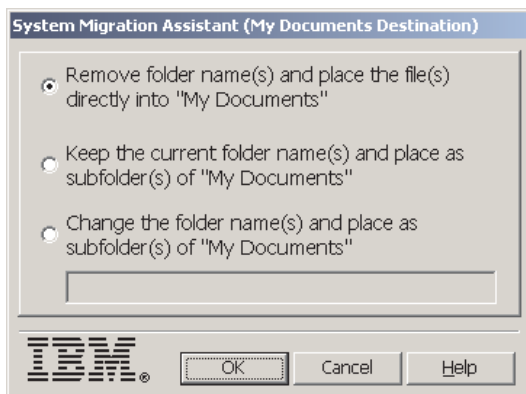 System Migration Assistant (My Documents Destination)
Remove folder name(s) and place the file(s)
directly into "My Documents"
Keep the current folder name(s) and place as
subfolder(s) of "My Documents"
Change the folder name(s) and place as
subfolder(s) of "My Documents"
IBM®
OK
Cancel
Help